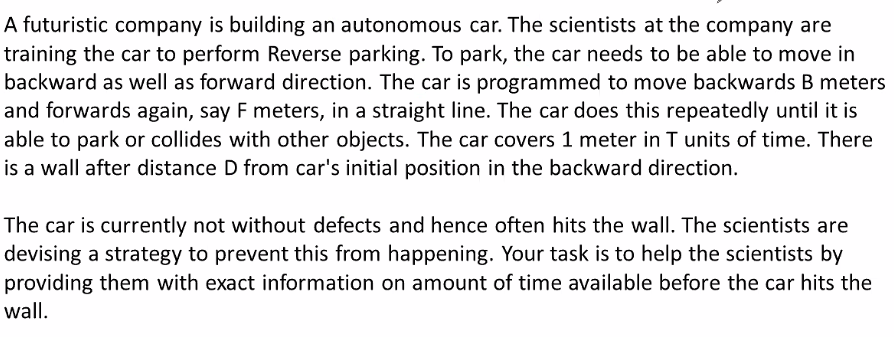 A futuristic company is building an autonomous car. The scientists at the company are
training the car to perform Reverse parking. To park, the car needs to be able to move in
backward as well as forward direction. The car is programmed to move backwards B meters
and forwards again, say F meters, in a straight line. The car does this repeatedly until it is
able to park or collides with other objects. The car covers 1 meter in T units of time. There
is a wall after distance D from car's initial position in the backward direction.
The car is currently not without defects and hence often hits the wall. The scientists are
devising a strategy to prevent this from happening. Your task is to help the scientists by
providing them with exact information on amount of time available before the car hits the
wall.